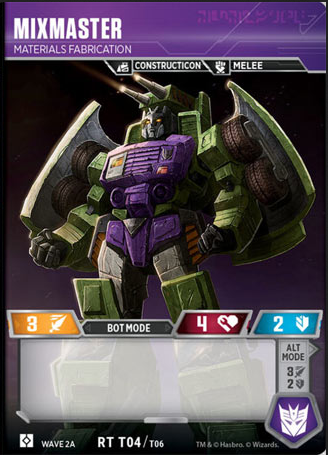 MIXMASTER
MATERIALS FABRICATION
CONSTRUCTICON
MELEE
3
BOT MODE
4
2
ALT
MODE
3
2
WAVE 2A
RT T04/T06
TM & © Hasbro. © Wizards.